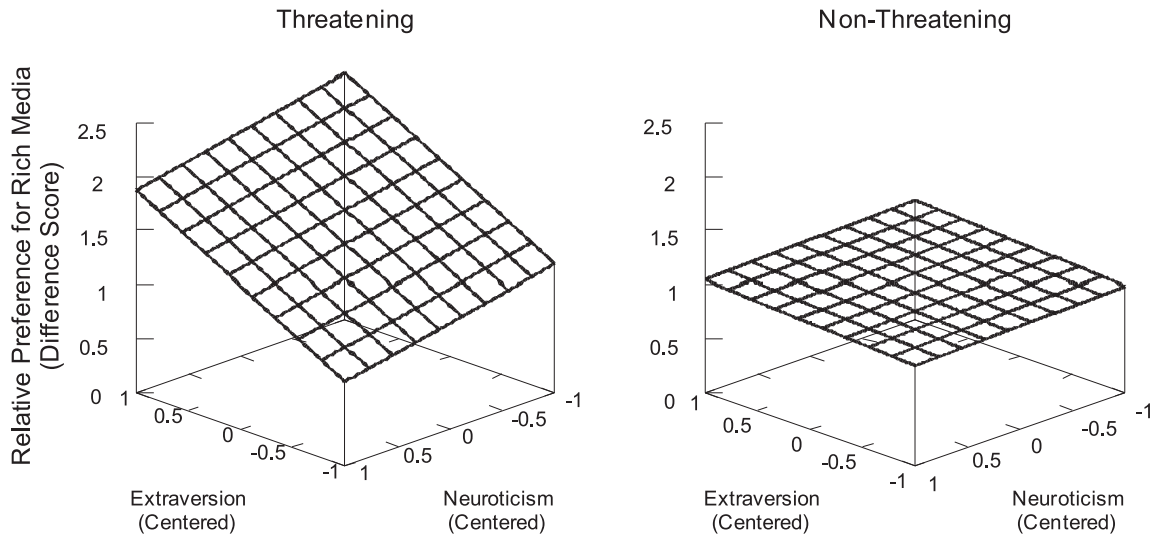 Threatening
Non-Threatening
Relative Preference for Rich Media
(Difference Score)
2.5
2
1.5
1
0.5
0
1
0.5
0
-0.5
-1
1
0.5
0
-0.5
-1
Extraversion
(Centered)
Neuroticism
(Centered)
2.5
2
1.5
1
0.5
0
1
0.5
0
-0.5
-1
1
0.5
0
-0.5
-1
Extraversion
(Centered)
Neuroticism
(Centered)